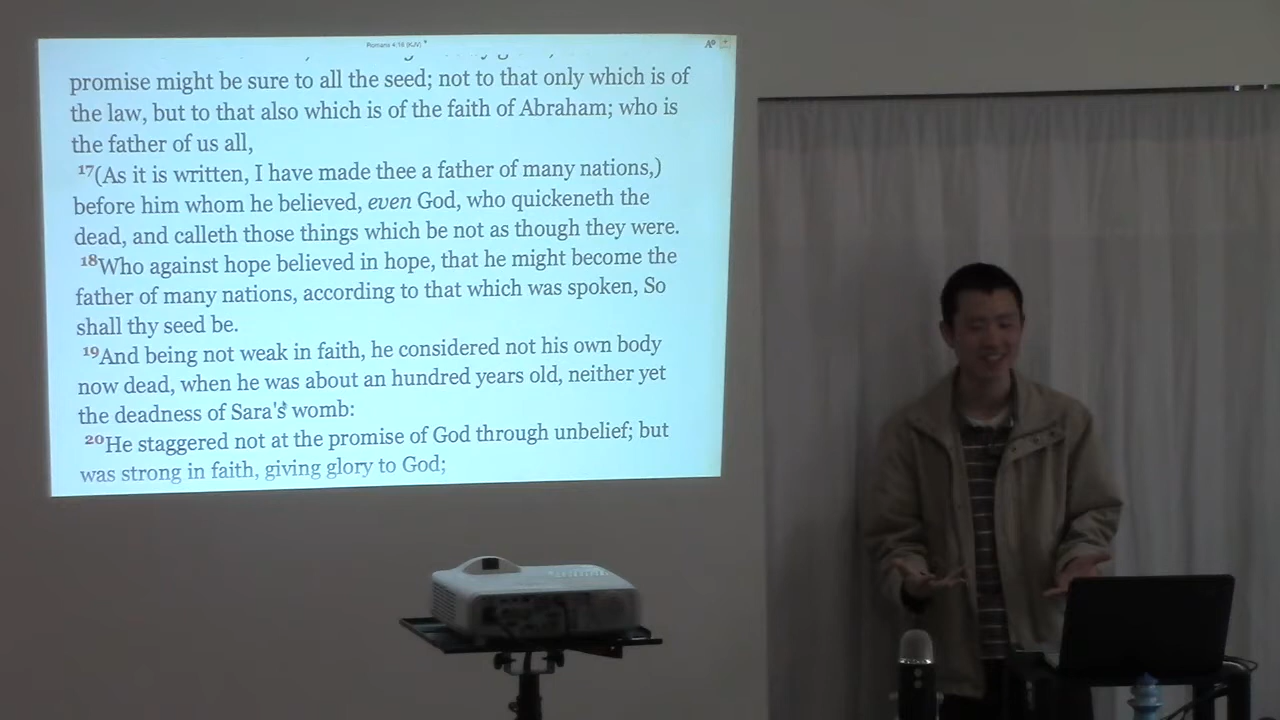 Romans 4:16 (KJV)
promise might be sure to all the seed; not to that only which is of
the law, but to that also which is of the faith of Abraham; who is
the father of us all,
17(As it is written, I have made thee a father of many nations,)
before him whom he believed, even God, who quickeneth the
dead, and calleth those things which be not as though they were.
18Who against hope believed in hope, that he might become the
father of many nations, according to that which was spoken, So
shall thy seed be.
19And being not weak in faith, he considered not his own body
now dead, when he was about an hundred years old, neither yet
the deadness of Sara's womb:
20He staggered not at the promise of God through unbelief; but
was strong in faith, giving glory to God;